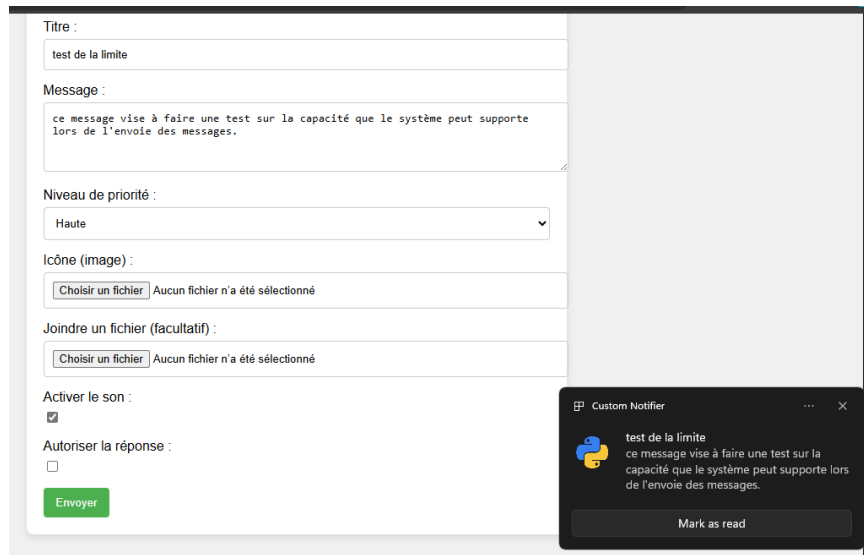 Titre :
test de la limite
Message :
ce message vise à faire une test sur la capacité que le système peut supporte
lors de l'envoie des messages.
Niveau de priorité :
Haute
Icône (image) :
Choisir un fichier Aucun fichier n'a été sélectionné
Joindre un fichier (facultatif) :
Choisir un fichier Aucun fichier n'a été sélectionné
Activer le son :
Autoriser la réponse :
Envoyer
Custom Notifier
test de la limite
ce message vise à faire une test sur la
capacité que le système peut supporte lors
de l'envoie des messages.
Mark as read